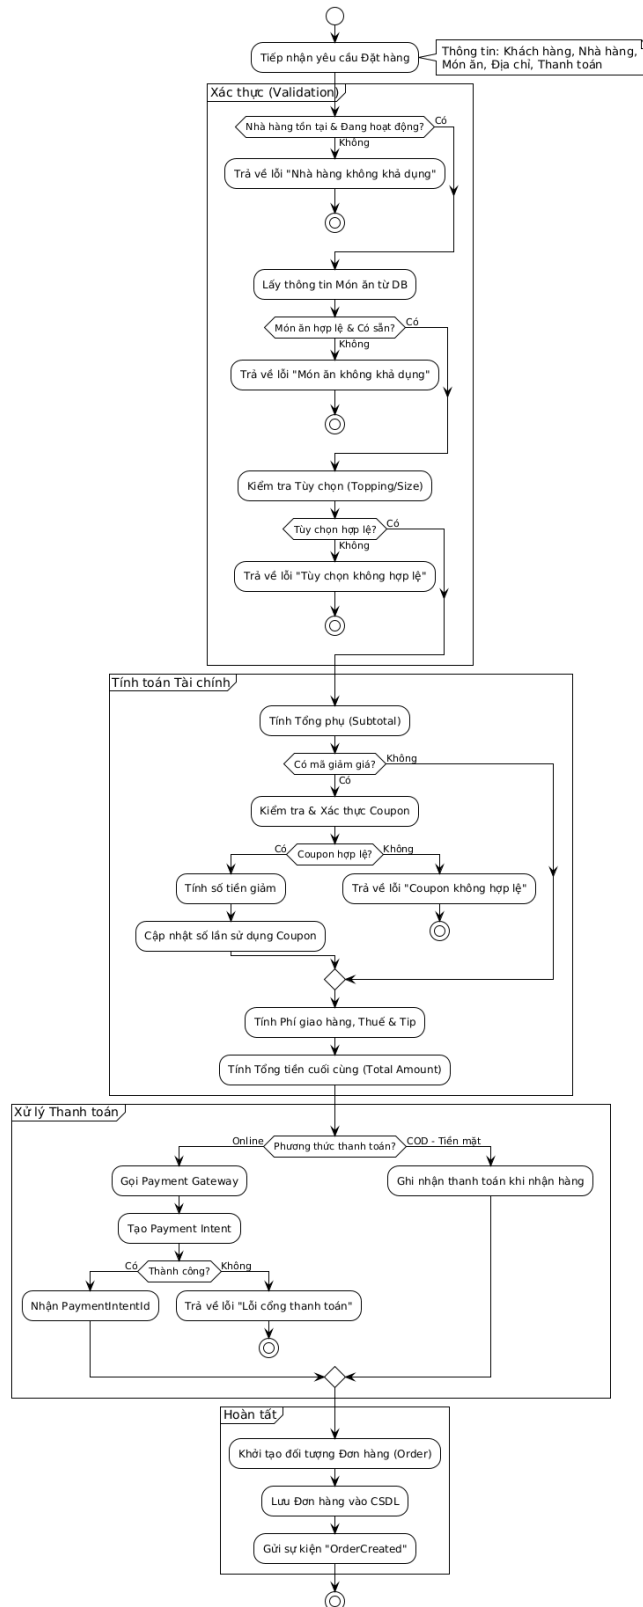 Tiếp nhận yêu cầu Đặt hàng
Thông tin: Khách hàng, Nhà hàng,
Món ăn, Địa chỉ, Thanh toán
Xác thực (Validation)
Nhà hàng tồn tại & Đang hoạt động?
Có
Không
Trả về lỗi "Nhà hàng không khả dụng"
Lấy thông tin Món ăn từ DB
Món ăn hợp lệ & Có sẵn?
Có
Không
Trả về lỗi "Món ăn không khả dụng"
Kiểm tra Tùy chọn (Topping/Size)
Tùy chọn hợp lệ?
Có
Không
Trả về lỗi "Tùy chọn không hợp lệ"
Tính toán Tài chính
Tính Tổng phụ (Subtotal)
Có mã giảm giá?
Không
Có
Kiểm tra & Xác thực Coupon
Có
Coupon hợp lệ?
Không
Tính số tiền giảm
Trả về lỗi "Coupon không hợp lệ"
Cập nhật số lần sử dụng Coupon
Tính Phí giao hàng, Thuế & Tip
Tính Tổng tiền cuối cùng (Total Amount)
Xử lý Thanh toán
Online
Phương thức thanh toán?
COD - Tiền mặt
Gọi Payment Gateway
Ghi nhận thanh toán khi nhận hàng
Tạo Payment Intent
Có
Thành công?
Không
Nhận PaymentIntentId
Trả về lỗi "Lỗi cổng thanh toán"
Hoàn tất
Khởi tạo đối tượng Đơn hàng (Order)
Lưu Đơn hàng vào CSDL
Gửi sự kiện "OrderCreated"